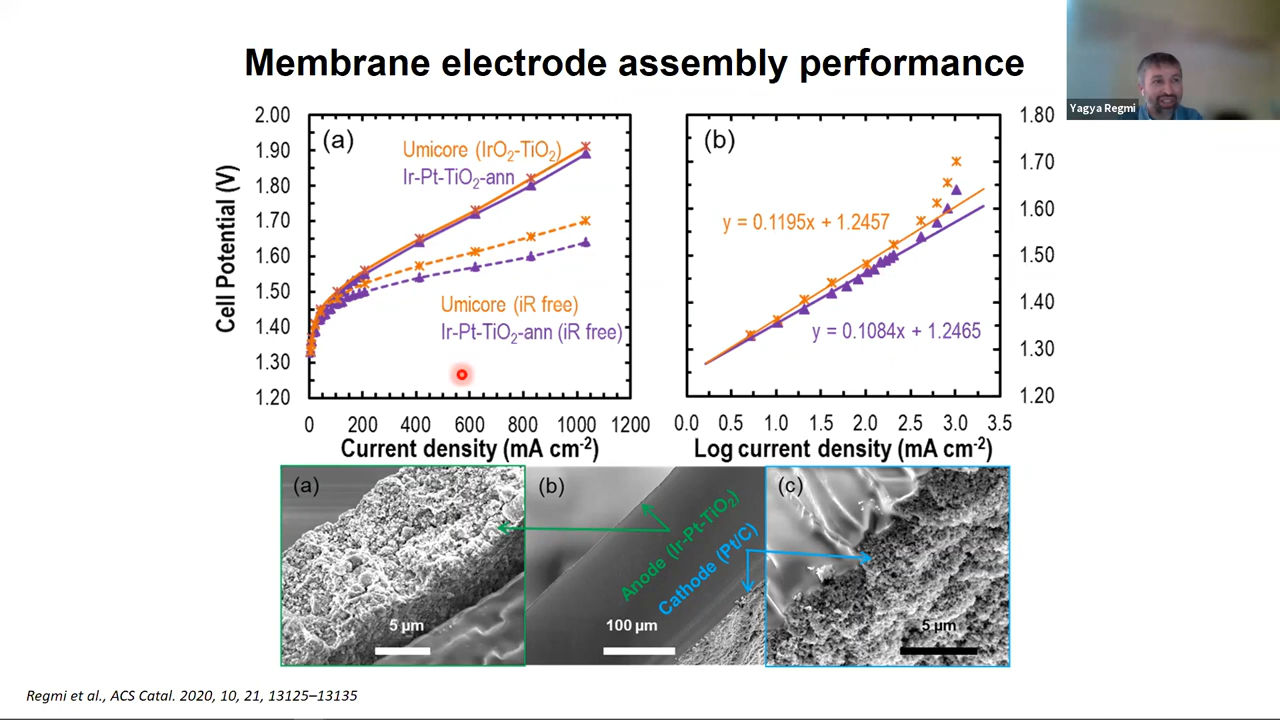 Membrane electrode assembly performance
Yagya Regmi
(a)
Umicore (IrO2-TiO2)
Ir-Pt-TiO2-ann
Umicore (iR free)
Ir-Pt-TiO2-ann (iR free)
Cell Potential (V)
2.00
1.90
1.80
1.70
1.60
1.50
1.40
1.30
1.20
0 200 400 600 800 1000 1200
Current density (mA cm-2)
(b)
y = 0.1195x + 1.2457
y = 0.1084x + 1.2465
1.80
1.70
1.60
1.50
1.40
1.30
1.20
0.0 0.5 1.0 1.5 2.0 2.5 3.0 3.5
Log current density (mA cm-2)
(a)
5 µm
(b)
Anode (Ir-Pt-TiO2)
Cathode (Pt/C)
100 µm
(c)
5 µm
Regmi et al., ACS Catal. 2020, 10, 21, 13125–13135